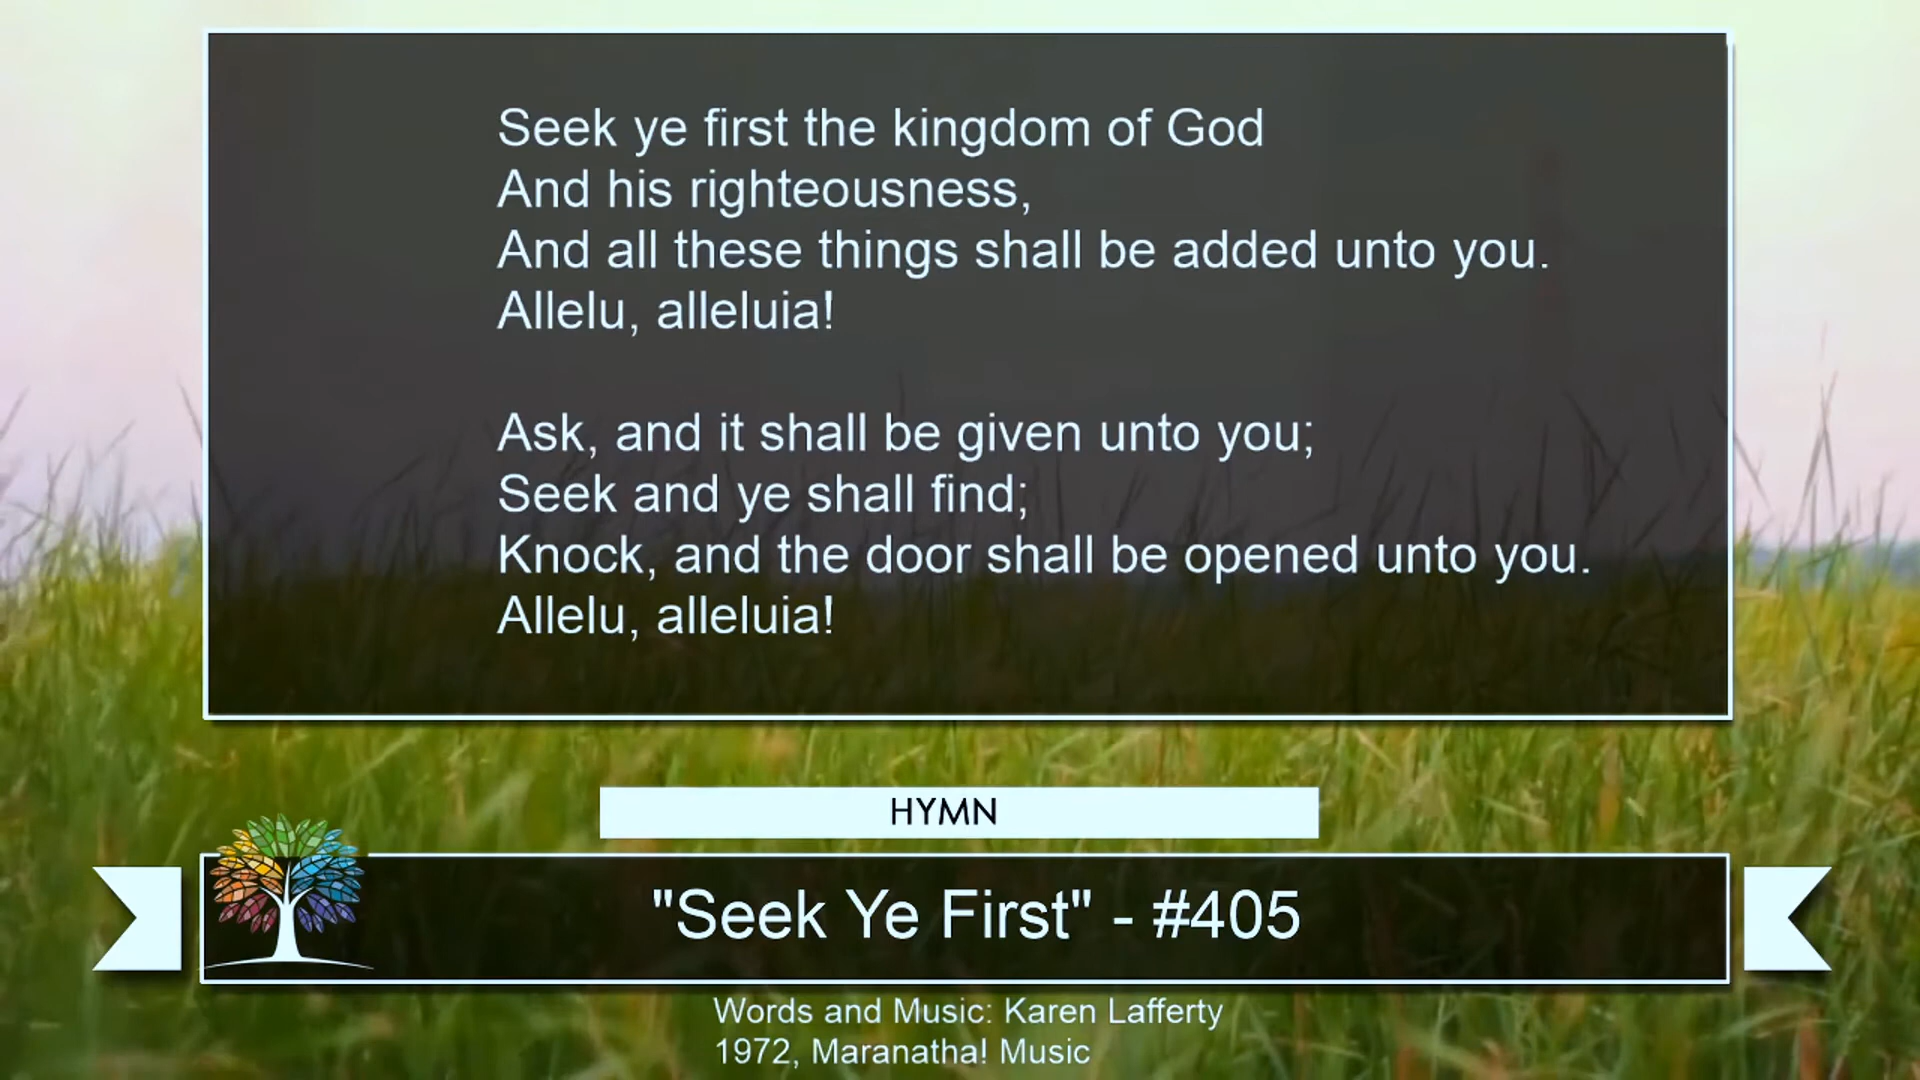 Seek ye first the kingdom of God
And his righteousness,
And all these things shall be added unto you.
Allelu, alleluia!
Ask, and it shall be given unto you;
Seek and ye shall find;
Knock, and the door shall be opened unto you.
Allelu, alleluia!
HYMN
"Seek Ye First" - #405
Words and Music: Karen Lafferty
1972, Maranatha! Music